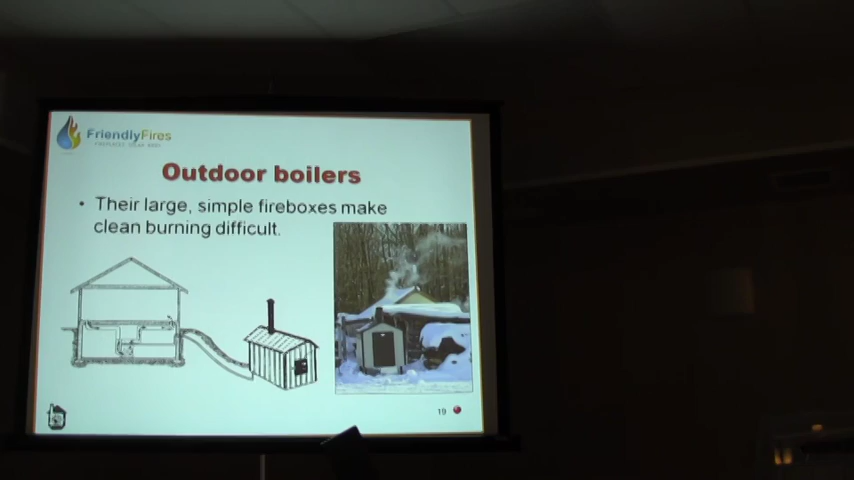 FriendlyFires
Outdoor boilers
• Their large, simple fireboxes make
clean burning difficult.
19